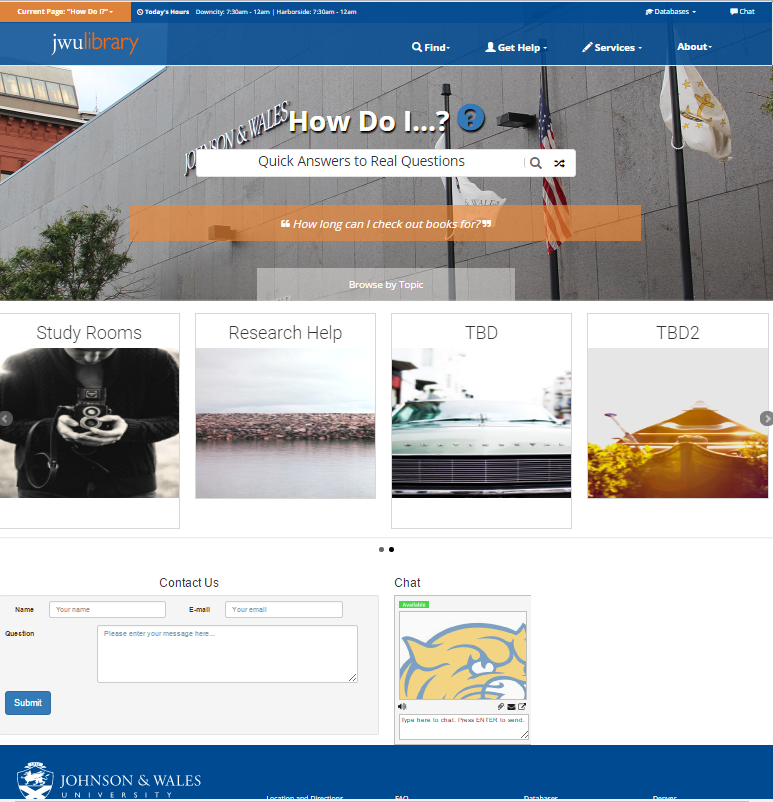 Current Page: "How Do I?"
Today's Hours Downcity: 7:30am - 12am | Harborside: 7:30am - 12am
Databases
Chat
jwulibrary
Find
Get Help
Services
About
JOHNSON & WALES
How Do I...? ?
Quick Answers to Real Questions
WALES
❝ How long can I check out books for? ❞
Browse by Topic
Study Rooms
Research Help
TBD
TBD2
Contact Us
Chat
Name
Your name
E-mail
Your email
Available
Question
Please enter your message here...
Submit
Type here to chat. Press ENTER to send.
JOHNSON & WALES
UNIVERSITY
Location and Directions
FAQ
Databases